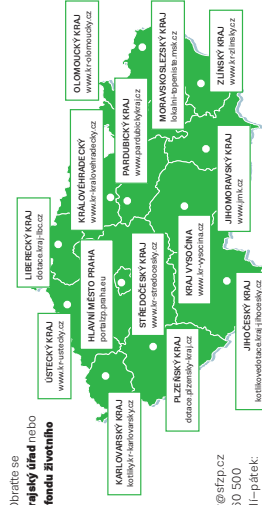 Obraťte se
rajský úřad nebo
fondu životního
KARLOVARSKÝ KRAJ
kotliky.kr-karlovarsky.cz
ÚSTECKÝ KRAJ
www.kr-ustecky.cz
LIBERECKÝ KRAJ
dotace.kraj-lbc.cz
HLAVNÍ MĚSTO PRAHA
portalzp.praha.eu
KRÁLOVÉHRADECKÝ
www.kr-kralovehradecky.cz
OLOMOUCKÝ KRAJ
www.kr-olomoucky.cz
PARDUBICKÝ KRAJ
www.pardubickykraj.cz
MORAVSKOSLEZSKÝ KRAJ
lokalni-topeniste.msk.cz
STŘEDOČESKÝ KRAJ
www.kr-stredocesky.cz
PLZEŇSKÝ KRAJ
dotace.plzensky-kraj.cz
KRAJ VYSOČINA
www.kr-vysocina.cz
JIHOMORAVSKÝ KRAJ
www.jmk.cz
ZLÍNSKÝ KRAJ
www.kr-zlinsky.cz
JIHOČESKÝ KRAJ
kotlikovedotace.kraj-jihocesky.cz
@sfzp.cz
60 500
lí–pátek: